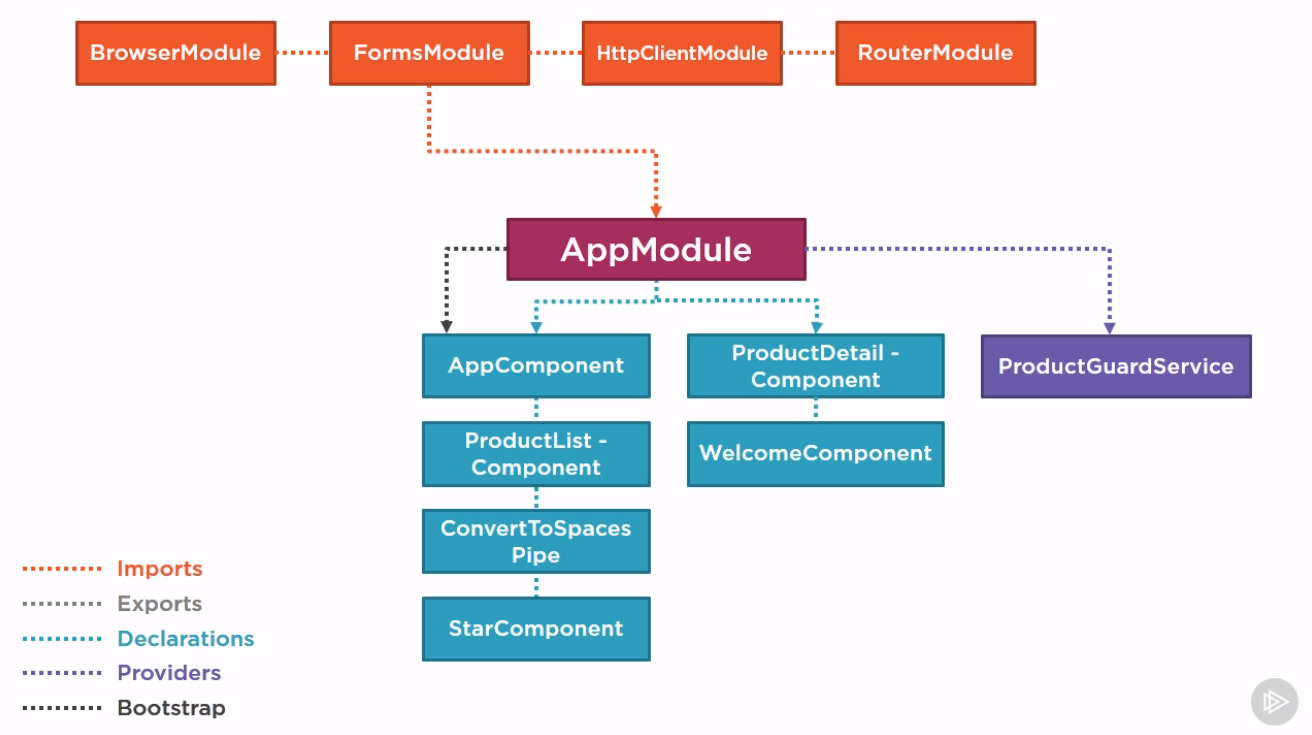 BrowserModule
FormsModule
HttpClientModule
RouterModule
AppModule
AppComponent
ProductList -
Component
ConvertToSpaces
Pipe
StarComponent
ProductDetail -
Component
WelcomeComponent
ProductGuardService
Imports
Exports
Declarations
Providers
Bootstrap